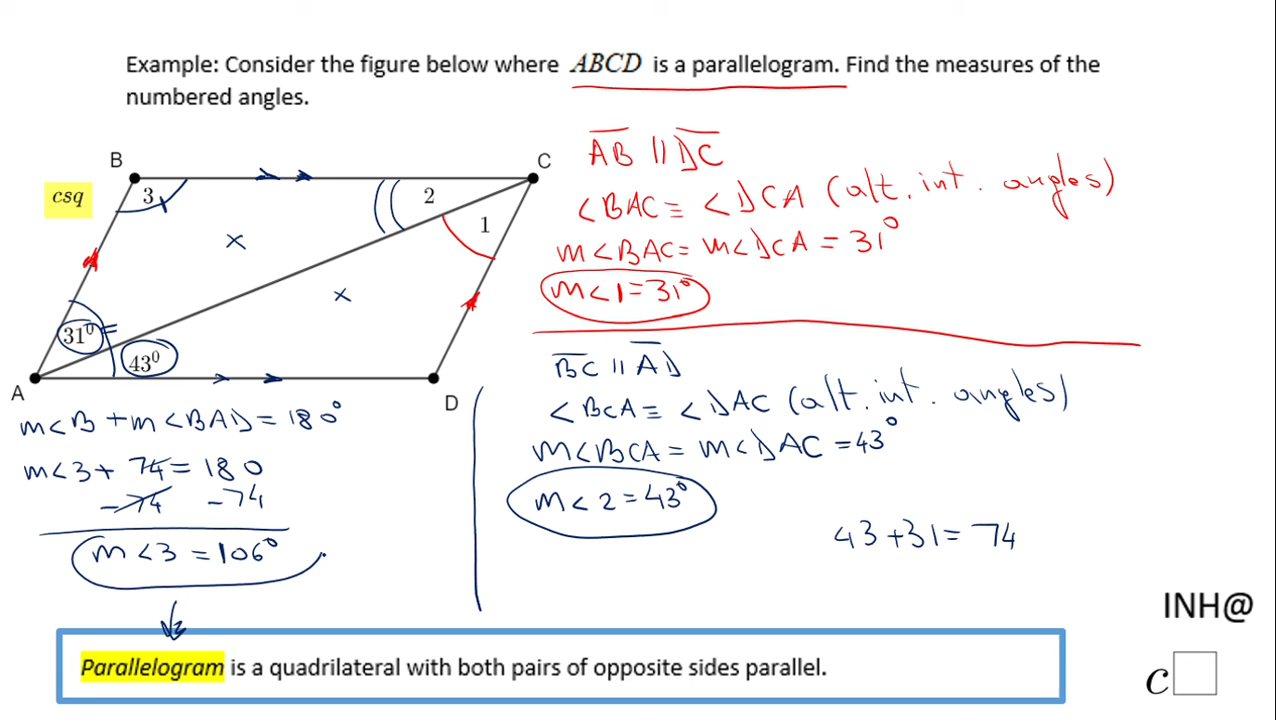 Example: Consider the figure below where ABCD is a parallelogram. Find the measures of the
numbered angles.
B
C
csq
3
2
1
31⁰
43⁰
A
D
AB || DC
<BAC ≅ <DCA (alt. int. angles)
m<BAC = m<DCA = 31⁰
m<1 = 31⁰
BC || AD
<BCA ≅ <DAC (alt. int. angles)
m<BCA = m<DAC = 43⁰
m<2 = 43⁰
43+31 = 74
m<B + m<BAD = 180⁰
m<3 + 74 = 180
-74 -74
m<3 = 106⁰
INH@
Parallelogram is a quadrilateral with both pairs of opposite sides parallel.
c